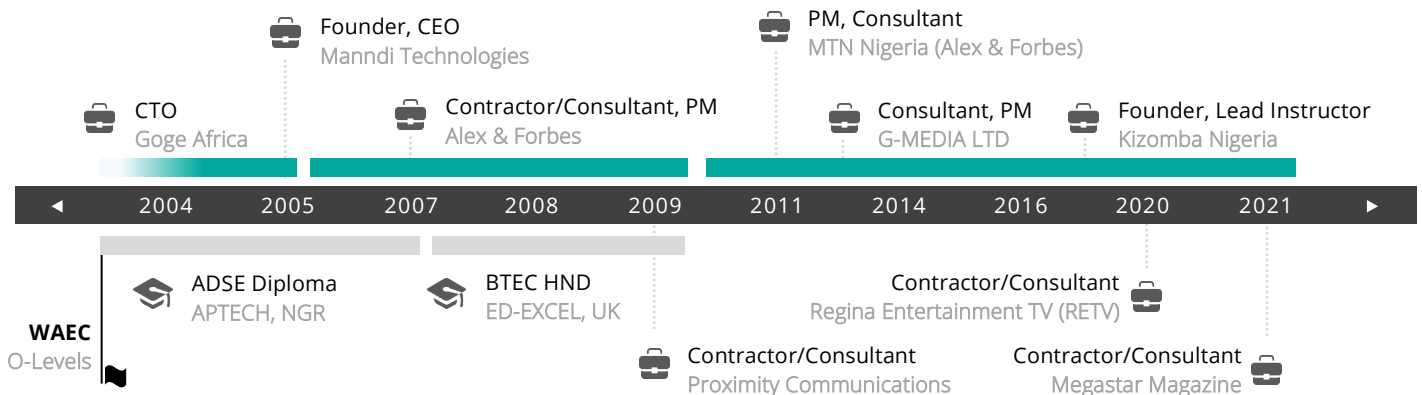 Founder, CEO
Manndi Technologies
PM, Consultant
MTN Nigeria (Alex & Forbes)
CTO
Goge Africa
Contractor/Consultant, PM
Alex & Forbes
Consultant, PM
G-MEDIA LTD
Founder, Lead Instructor
Kizomba Nigeria
2004 2005 2007 2008 2009 2011 2014 2016 2020 2021
ADSE Diploma
APTECH, NGR
BTEC HND
ED-EXCEL, UK
Contractor/Consultant
Regina Entertainment TV (RETV)
WAEC
O-Levels
Contractor/Consultant
Proximity Communications
Contractor/Consultant
Megastar Magazine